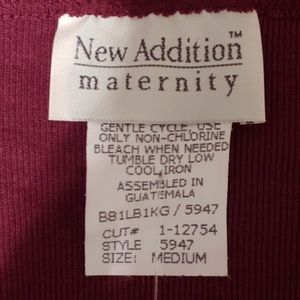 New Addition™
maternity
GENTLE CYCLE. USE
ONLY NON-CHLORINE
BLEACH WHEN NEEDED
TUMBLE DRY LOW
COOL IRON
ASSEMBLED IN
GUATEMALA
B81LB1KG / 5947
CUT# 1-12754
STYLE 5947
SIZE: MEDIUM